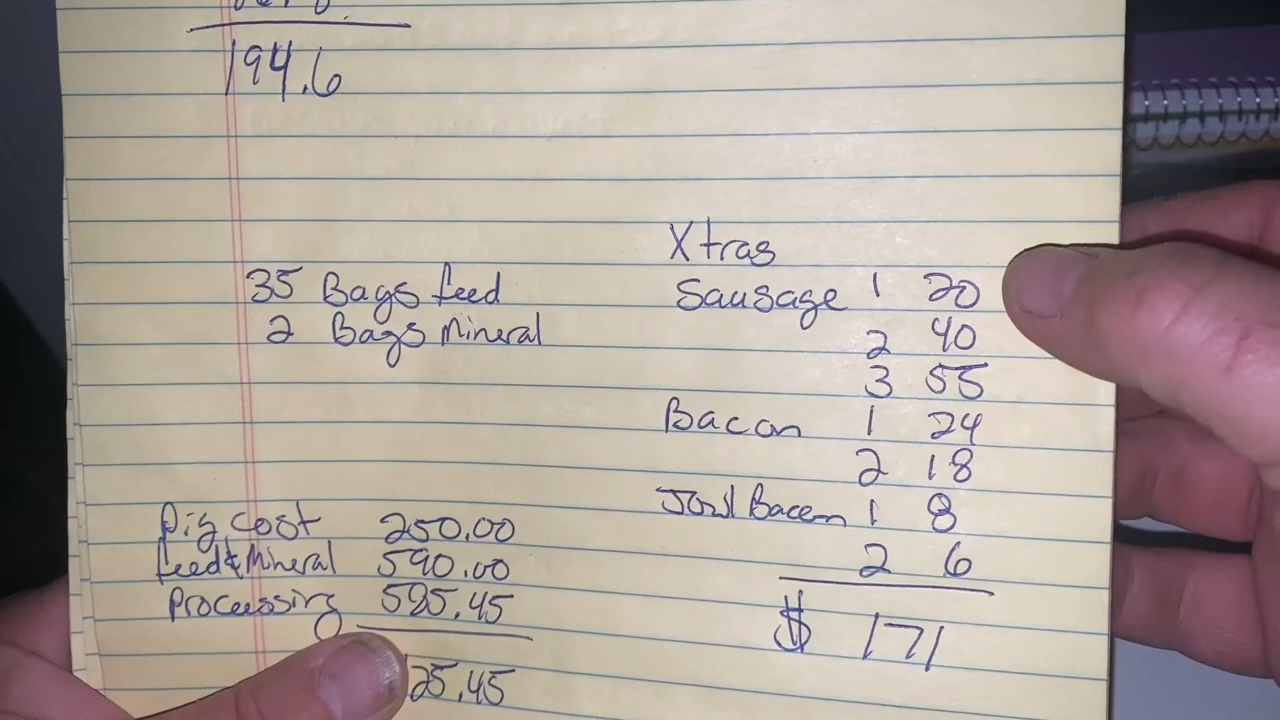 194.6
35 Bags feed
2 Bags Mineral
Pig Cost 250.00
feed & Mineral 590.00
Processing 585.45
25.45
Xtras
Sausage 1 20
2 40
3 55
Bacon 1 24
2 18
Jowl Bacon 1 8
2 6
$ 171